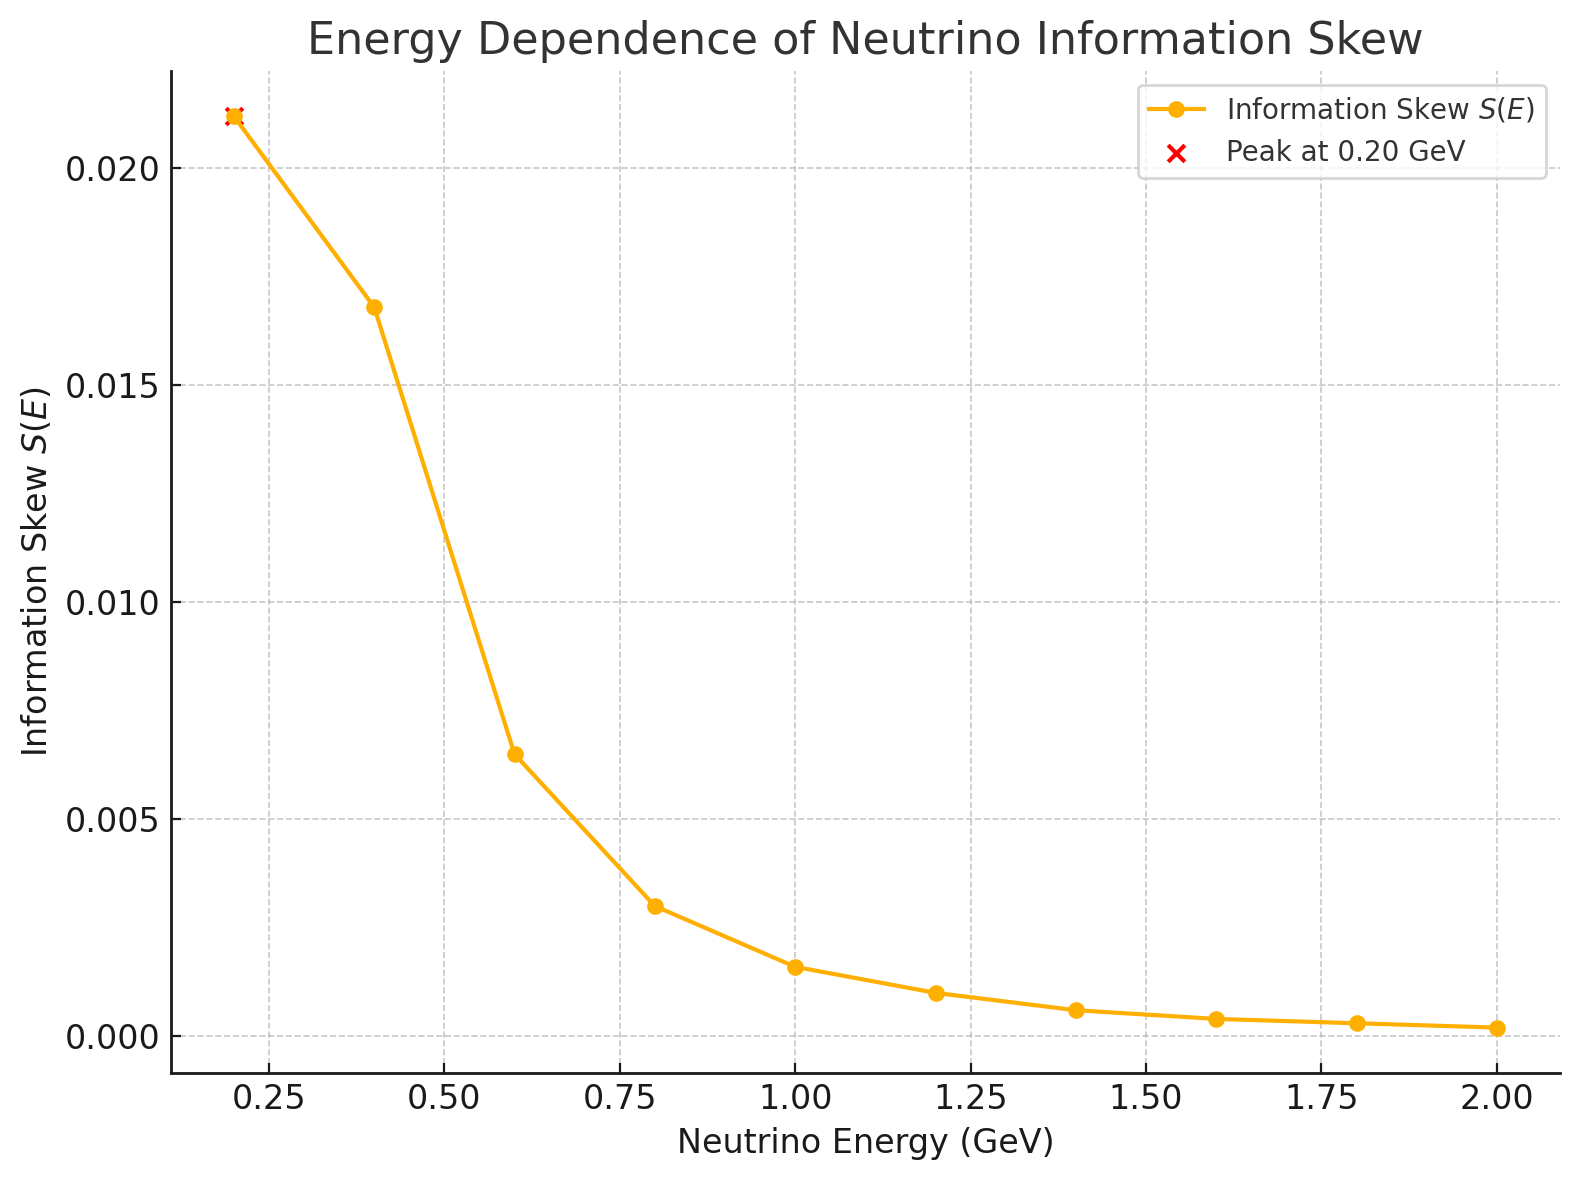 Energy Dependence of Neutrino Information Skew
Information Skew S(E)
Peak at 0.20 GeV
Information Skew S(E)
0.020
0.015
0.010
0.005
0.000
0.25 0.50 0.75 1.00 1.25 1.50 1.75 2.00
Neutrino Energy (GeV)